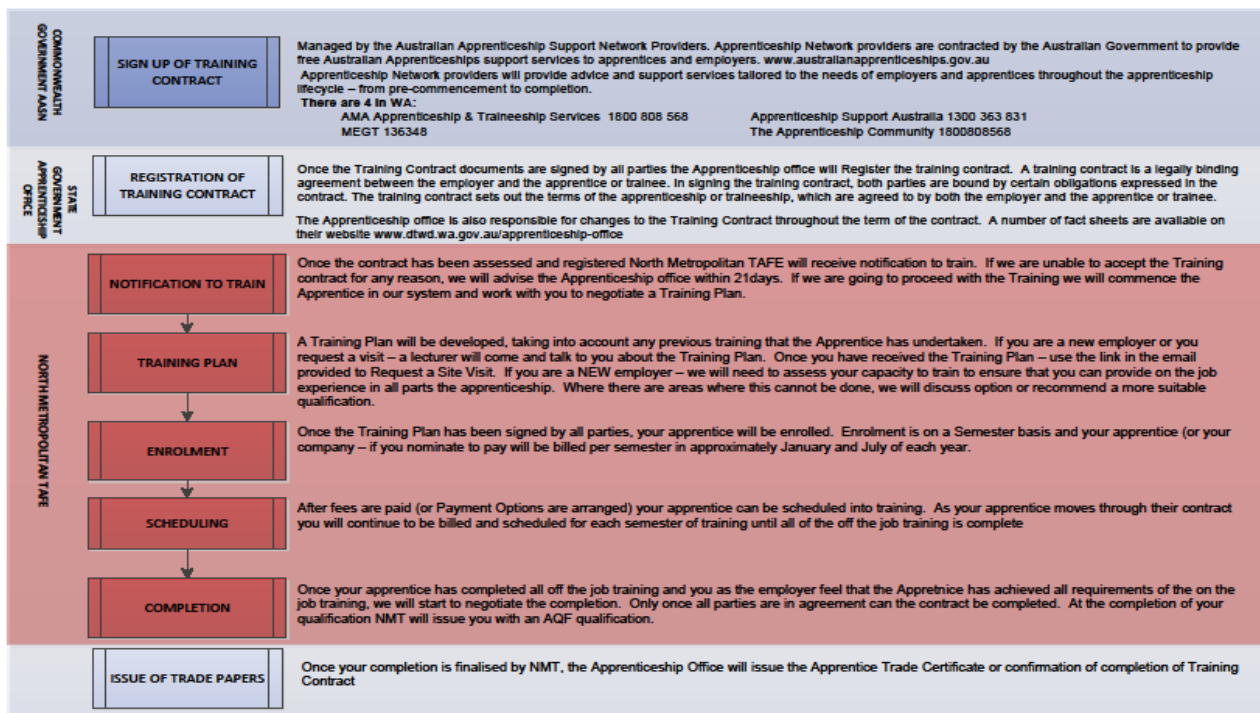 COMMONWEALTH
GOVERNMENT AASN
SIGN UP OF TRAINING
CONTRACT
Managed by the Australian Apprenticeship Support Network Providers. Apprenticeship Network providers are contracted by the Australian Government to provide
free Australian Apprenticeships support services to apprentices and employers. www.australianapprenticeships.gov.au
Apprenticeship Network providers will provide advice and support services tailored to the needs of employers and apprentices throughout the apprenticeship
lifecycle – from pre-commencement to completion.
There are 4 in WA:
AMA Apprenticeship & Traineeship Services 1800 808 568
Apprenticeship Support Australia 1300 363 831
MEGT 136348
The Apprenticeship Community 1800808568
STATE
GOVERNMENT
APPRENTICESHIP
OFFICE
REGISTRATION OF
TRAINING CONTRACT
Once the Training Contract documents are signed by all parties the Apprenticeship office will Register the training contract. A training contract is a legally binding
agreement between the employer and the apprentice or trainee. In signing the training contract, both parties are bound by certain obligations expressed in the
contract. The training contract sets out the terms of the apprenticeship or traineeship, which are agreed to by both the employer and the apprentice or trainee.
The Apprenticeship office is also responsible for changes to the Training Contract throughout the term of the contract. A number of fact sheets are available on
their website www.dtwd.wa.gov.au/apprenticeship-office
NORTH METROPOLITAN TAFE
NOTIFICATION TO TRAIN
Once the contract has been assessed and registered North Metropolitan TAFE will receive notification to train. If we are unable to accept the Training
contract for any reason, we will advise the Apprenticeship office within 21days. If we are going to proceed with the Training we will commence the
Apprentice in our system and work with you to negotiate a Training Plan.
TRAINING PLAN
A Training Plan will be developed, taking into account any previous training that the Apprentice has undertaken. If you are a new employer or you
request a visit – a lecturer will come and talk to you about the Training Plan. Once you have received the Training Plan – use the link in the email
provided to Request a Site Visit. If you are a NEW employer – we will need to assess your capacity to train to ensure that you can provide on the job
experience in all parts the apprenticeship. Where there are areas where this cannot be done, we will discuss option or recommend a more suitable
qualification.
ENROLMENT
Once the Training Plan has been signed by all parties, your apprentice will be enrolled. Enrolment is on a Semester basis and your apprentice (or your
company – if you nominate to pay will be billed per semester in approximately January and July of each year.
SCHEDULING
After fees are paid (or Payment Options are arranged) your apprentice can be scheduled into training. As your apprentice moves through their contract
you will continue to be billed and scheduled for each semester of training until all of the off the job training is complete
COMPLETION
Once your apprentice has completed all off the job training and you as the employer feel that the Appretnice has achieved all requirements of the on the
job training, we will start to negotiate the completion. Only once all parties are in agreement can the contract be completed. At the completion of your
qualification NMT will issue you with an AQF qualification.
ISSUE OF TRADE PAPERS
Once your completion is finalised by NMT, the Apprenticeship Office will issue the Apprentice Trade Certificate or confirmation of completion of Training
Contract